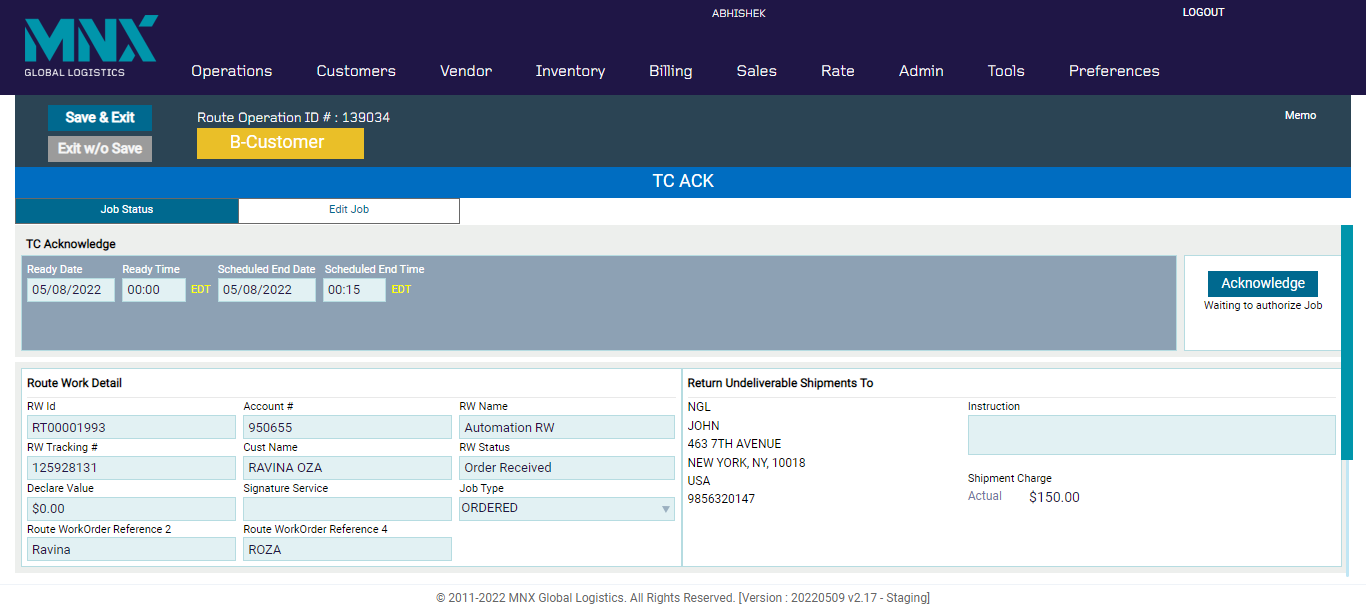 ABHISHEK
LOGOUT
MNX
GLOBAL LOGISTICS
Operations Customers Vendor Inventory Billing Sales Rate Admin Tools Preferences
Save & Exit
Exit w/o Save
Route Operation ID # : 139034
B-Customer
Memo
TC ACK
Job Status
Edit Job
TC Acknowledge
Ready Date Ready Time Scheduled End Date Scheduled End Time
05/08/2022 00:00 EDT 05/08/2022 00:15 EDT
Acknowledge
Waiting to authorize Job
Route Work Detail
RW Id Account # RW Name
RT00001993 950655 Automation RW
RW Tracking # Cust Name RW Status
125928131 RAVINA OZA Order Received
Declare Value Signature Service Job Type
$0.00 ORDERED
Route WorkOrder Reference 2 Route WorkOrder Reference 4
Ravina ROZA
Return Undeliverable Shipments To
NGL
JOHN
463 7TH AVENUE
NEW YORK, NY, 10018
USA
9856320147
Instruction
Shipment Charge
Actual $150.00
© 2011-2022 MNX Global Logistics. All Rights Reserved. [Version : 20220509 v2.17 - Staging]